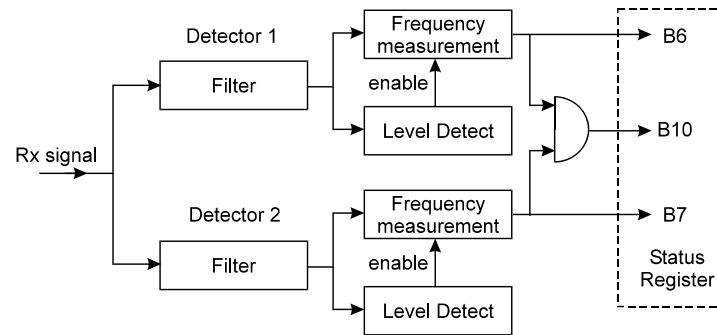 Detector 1
Filter
Frequency
measurement
enable
Level Detect
B6
B10
Rx signal
Detector 2
Filter
Frequency
measurement
enable
Level Detect
B7
Status
Register